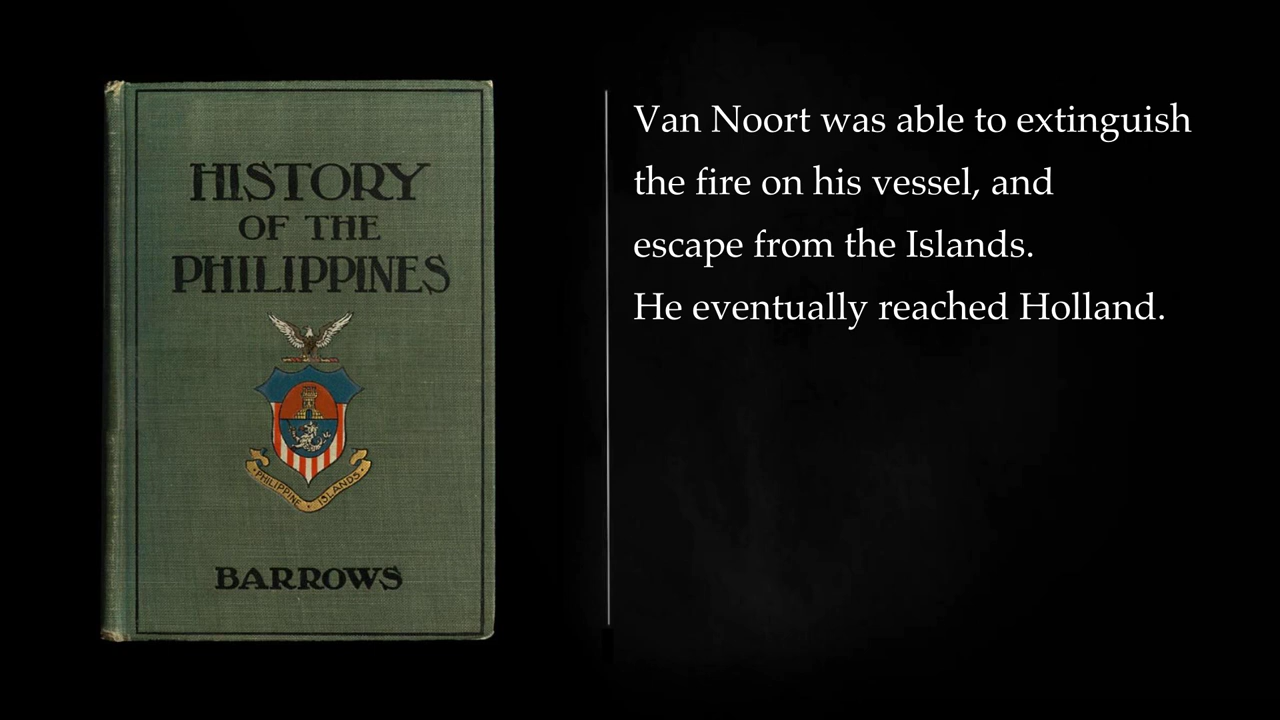 HISTORY
OF THE
PHILIPPINES
PHILIPPINE ISLANDS
BARROWS
Van Noort was able to extinguish
the fire on his vessel, and
escape from the Islands.
He eventually reached Holland.